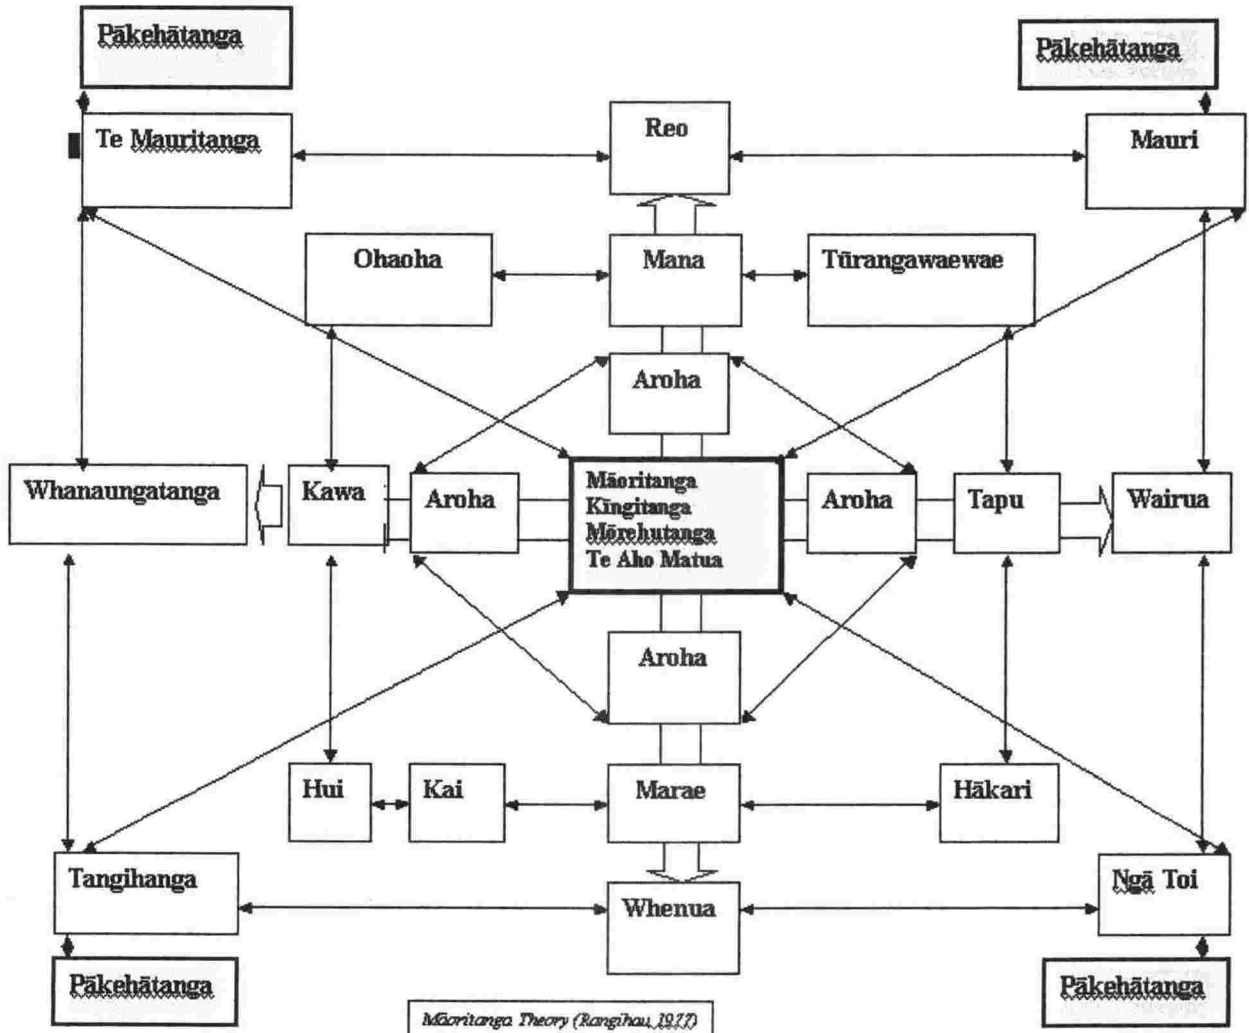 Pākehātanga
Pākehātanga
Te Mauritanga
Reo
Mauri
Ohaoha
Mana
Tūrangawaewae
Aroha
Whanaungatanga
Kawa
Aroha
Māoritanga
Kīngitanga
Mōrehutanga
Te Aho Matua
Aroha
Tapu
Wairua
Aroha
Hui
Kai
Marae
Hākari
Tangihanga
Whenua
Ngā Toi
Pākehātanga
Pākehātanga
Māoritanga Theory (Rangihau, 1977)